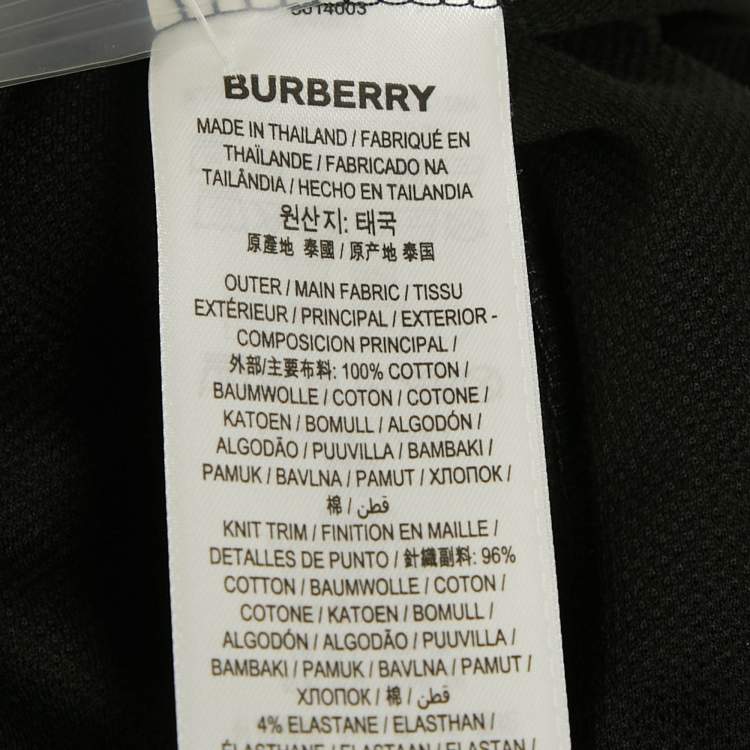 8014003
BURBERRY
MADE IN THAILAND / FABRIQUÉ EN
THAÏLANDE / FABRICADO NA
TAILÂNDIA / HECHO EN TAILANDIA
원산지: 태국
原產地 泰國 / 原产地 泰国
OUTER / MAIN FABRIC / TISSU
EXTÉRIEUR / PRINCIPAL / EXTERIOR -
COMPOSICION PRINCIPAL /
外部/主要布料: 100% COTTON /
BAUMWOLLE / COTON / COTONE /
KATOEN / BOMULL / ALGODÓN /
ALGODÃO / PUUVILLA / BAMBAKI /
PAMUK / BAVLNA / PAMUT / ХЛОПОК /
棉 / قطن
KNIT TRIM / FINITION EN MAILLE /
DETALLES DE PUNTO / 針織副料: 96%
COTTON / BAUMWOLLE / COTON /
COTONE / KATOEN / BOMULL /
ALGODÓN / ALGODÃO / PUUVILLA /
BAMBAKI / PAMUK / BAVLNA / PAMUT /
ХЛОПОК / 棉 / قطن
4% ELASTANE / ELASTHAN /
ÉLASTHANNE / ELASTAAN / ELASTAN /